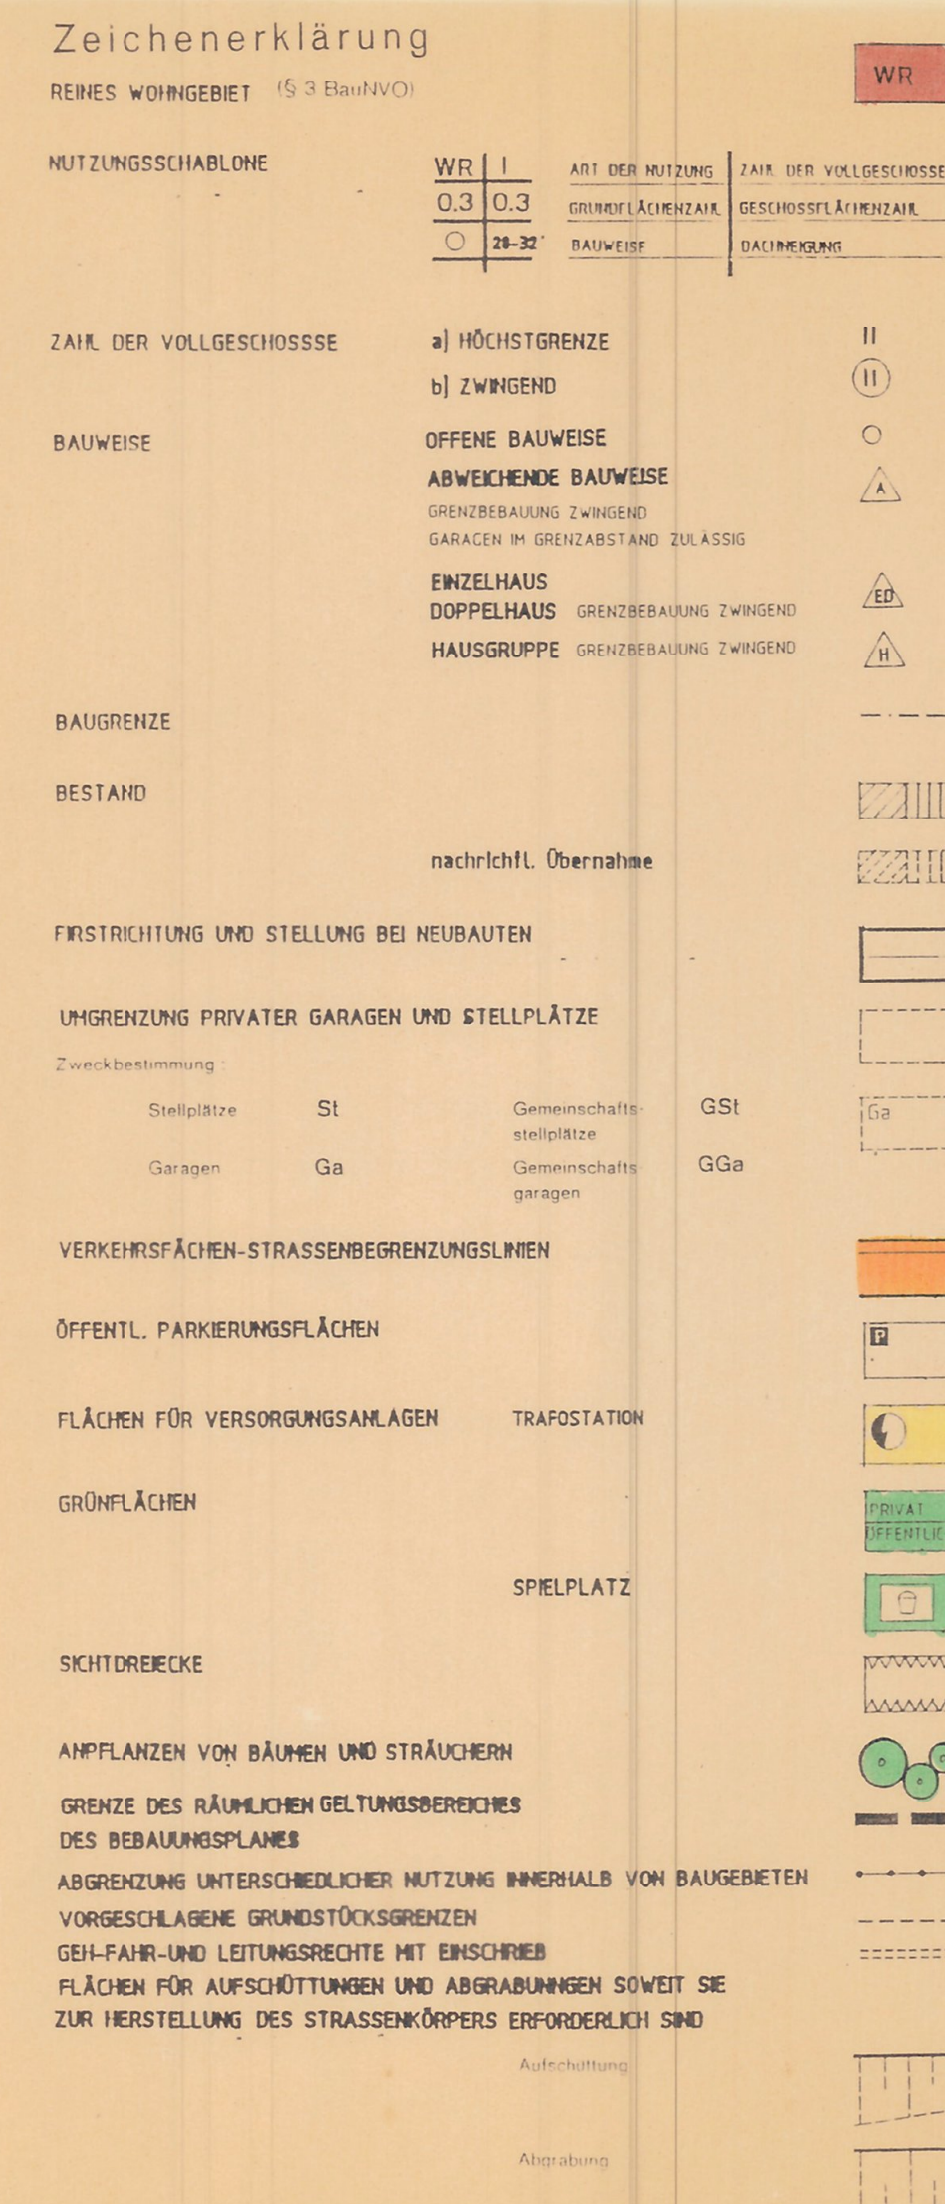 Zeichenerklärung
REINES WOHNGEBIET (§ 3 BauNVO) WR
NUTZUNGSSCHABLONE
WR I ART DER NUTZUNG ZAHL DER VOLLGESCHOSSE
0.3 0.3 GRUNDFLÄCHENZAHL GESCHOSSFLÄCHENZAHL
○ 28-32° BAUWEISE DACHNEIGUNG
ZAHL DER VOLLGESCHOSSSE a) HÖCHSTGRENZE II
b) ZWINGEND II
BAUWEISE OFFENE BAUWEISE ○
ABWEICHENDE BAUWEISE A
GRENZBEBAUUNG ZWINGEND
GARAGEN IM GRENZABSTAND ZULÄSSIG
EINZELHAUS
DOPPELHAUS GRENZBEBAUUNG ZWINGEND ED
HAUSGRUPPE GRENZBEBAUUNG ZWINGEND H
BAUGRENZE
BESTAND
nachrichtl. Übernahme
FIRSTRICHTUNG UND STELLUNG BEI NEUBAUTEN
UMGRENZUNG PRIVATER GARAGEN UND STELLPLÄTZE
Zweckbestimmung :
Stellplätze St Gemeinschafts- GSt Ga
stellplätze
Garagen Ga Gemeinschafts GGa
garagen
VERKEHRSFÄCHEN-STRASSENBEGRENZUNGSLINIEN
ÖFFENTL. PARKIERUNGSFLÄCHEN P
FLÄCHEN FÜR VERSORGUNGSANLAGEN TRAFOSTATION
GRÜNFLÄCHEN PRIVAT
ÖFFENTLIC
SPIELPLATZ
SICHTDREIECKE
ANPFLANZEN VON BÄUMEN UND STRÄUCHERN
GRENZE DES RÄUMLICHEN GELTUNGSBEREICHES
DES BEBAUUNGSPLANES
ABGRENZUNG UNTERSCHIEDLICHER NUTZUNG INNERHALB VON BAUGEBIETEN
VORGESCHLAGENE GRUNDSTÜCKSGRENZEN
GEH-FAHR-UND LEITUNGSRECHTE MIT EINSCHRIEB
FLÄCHEN FÜR AUFSCHÜTTUNGEN UND ABGRABUNNGEN SOWEIT SIE
ZUR HERSTELLUNG DES STRASSENKÖRPERS ERFORDERLICH SIND
Aufschüttung
Abgrabung